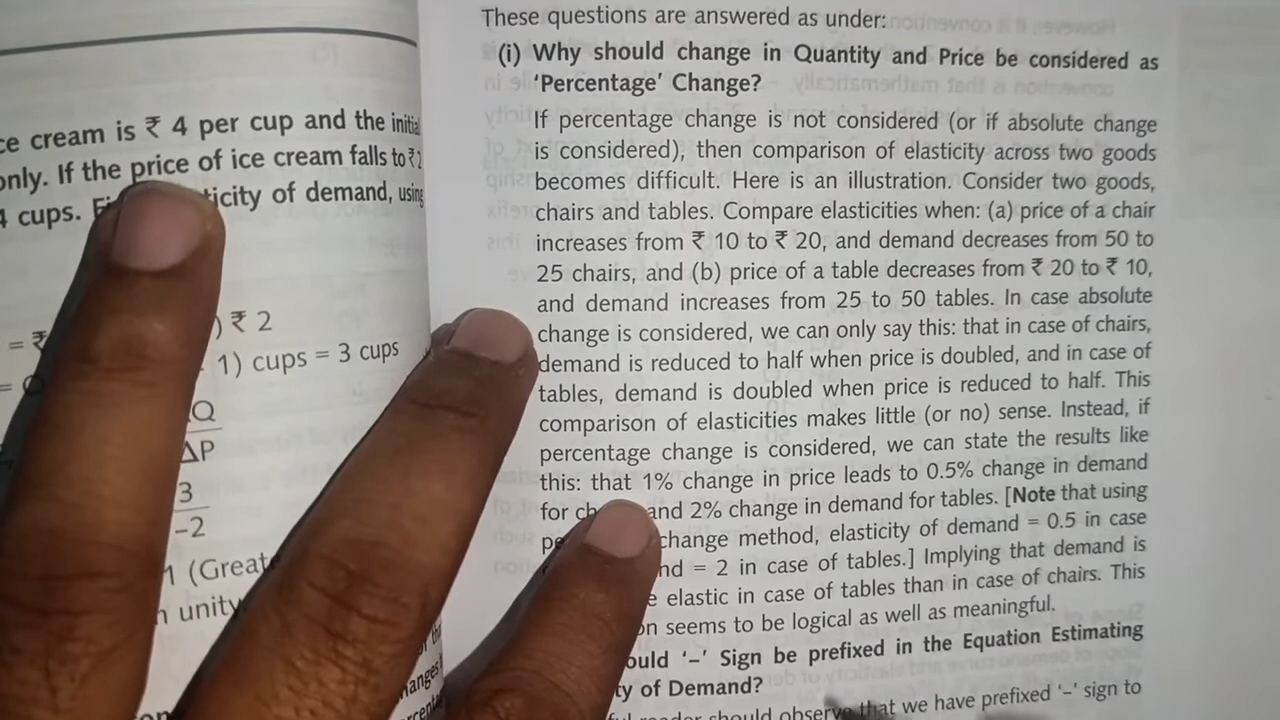 ce cream is ₹ 4 per cup and the initial
only. If the price of ice cream falls to ₹ 2
4 cups. ticity of demand, using
= ₹ ) ₹ 2
= 1) cups = 3 cups
Q
ΔP
3
-2
1 (Greate
n unity
These questions are answered as under:
(i) Why should change in Quantity and Price be considered as
'Percentage' Change?
If percentage change is not considered (or if absolute change
is considered), then comparison of elasticity across two goods
becomes difficult. Here is an illustration. Consider two goods,
chairs and tables. Compare elasticities when: (a) price of a chair
increases from ₹ 10 to ₹ 20, and demand decreases from 50 to
25 chairs, and (b) price of a table decreases from ₹ 20 to ₹ 10,
and demand increases from 25 to 50 tables. In case absolute
change is considered, we can only say this: that in case of chairs,
demand is reduced to half when price is doubled, and in case of
tables, demand is doubled when price is reduced to half. This
comparison of elasticities makes little (or no) sense. Instead, if
percentage change is considered, we can state the results like
this: that 1% change in price leads to 0.5% change in demand
for ch and 2% change in demand for tables. [Note that using
pe change method, elasticity of demand = 0.5 in case
nd = 2 in case of tables.] Implying that demand is
e elastic in case of tables than in case of chairs. This
on seems to be logical as well as meaningful.
ould '–' Sign be prefixed in the Equation Estimating
ty of Demand?
reader should observe that we have prefixed '–' sign to